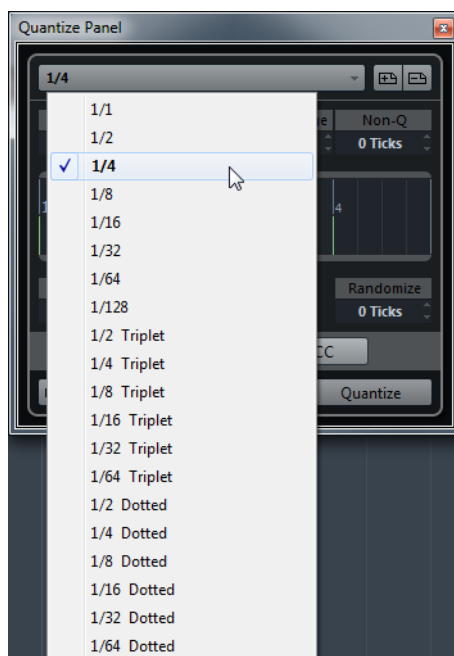 Quantize Panel
1/4
1/1
1/2
1/4
1/8
1/16
1/32
1/64
1/128
1/2 Triplet
1/4 Triplet
1/8 Triplet
1/16 Triplet
1/32 Triplet
1/64 Triplet
1/2 Dotted
1/4 Dotted
1/8 Dotted
1/16 Dotted
1/32 Dotted
1/64 Dotted
Non-Q
0 Ticks
4
Randomize
0 Ticks
CC
Quantize